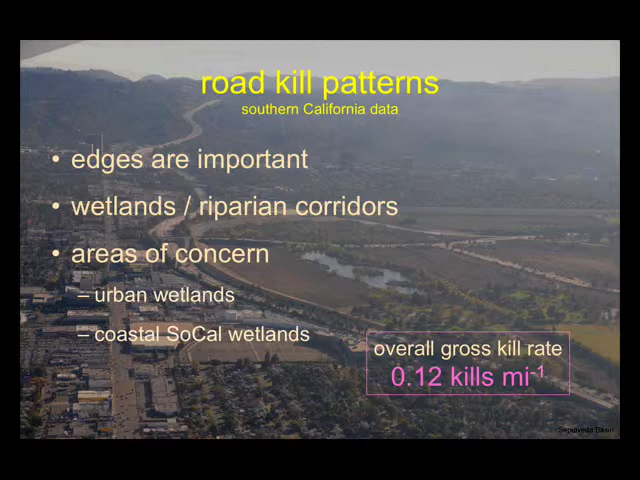 road kill patterns
southern California data
• edges are important
• wetlands / riparian corridors
• areas of concern
– urban wetlands
– coastal SoCal wetlands
overall gross kill rate
0.12 kills mi⁻¹
Sepulveda Basin